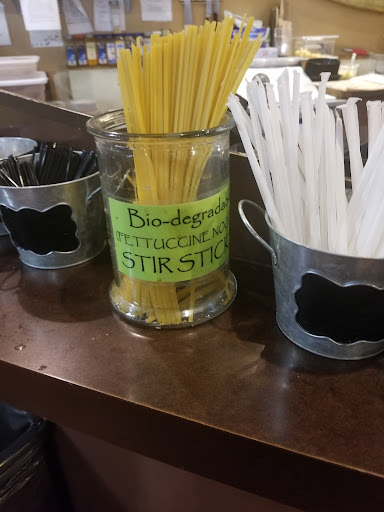 Bio-degradab
(FETTUCCINE NOO
STIR STICK